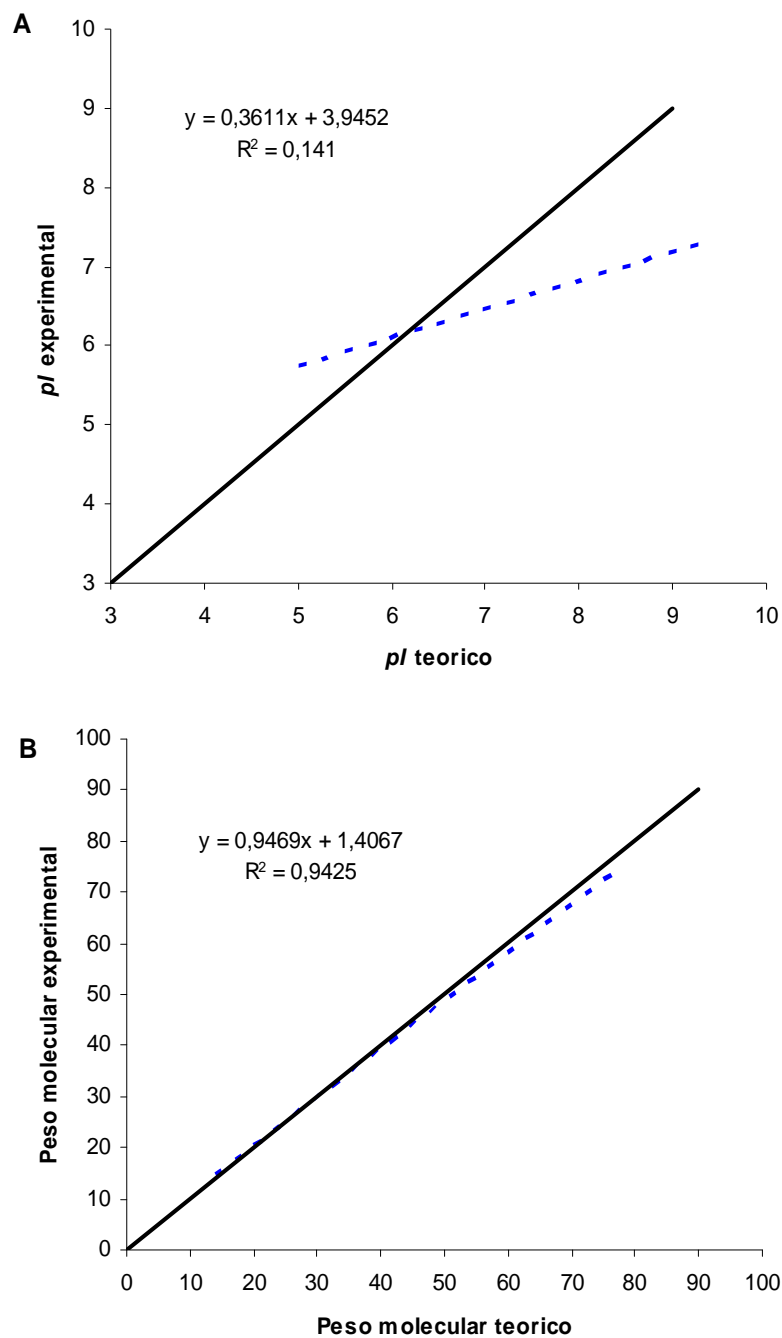 A
10
9
8
7
6
5
4
3
y = 0,3611x + 3,9452
R² = 0,141
pI experimental
3 4 5 6 7 8 9 10
pI teorico
B
100
90
80
70
60
50
40
30
20
10
0
y = 0,9469x + 1,4067
R² = 0,9425
Peso molecular experimental
0 10 20 30 40 50 60 70 80 90 100
Peso molecular teorico